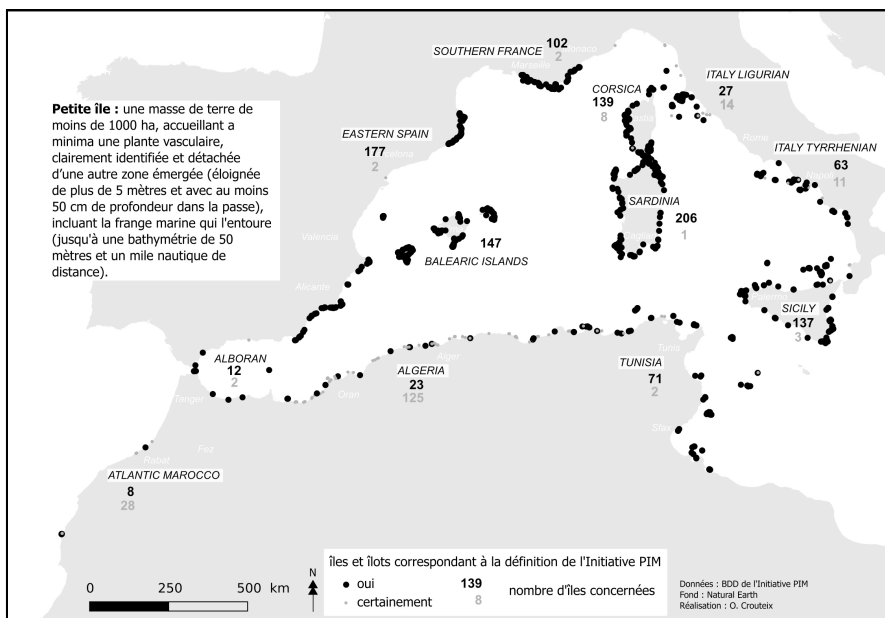 SOUTHERN FRANCE
102
2
Monaco
Marseille
Petite île : une masse de terre de
moins de 1000 ha, accueillant a
minima une plante vasculaire,
clairement identifiée et détachée
d'une autre zone émergée (éloignée
de plus de 5 mètres et avec au moins
50 cm de profondeur dans la passe),
incluant la frange marine qui l'entoure
(jusqu'à une bathymétrie de 50
mètres et un mile nautique de
distance).
CORSICA
139
8
ITALY LIGURIAN
27
14
EASTERN SPAIN
177
2
Rome
ITALY TYRRHENIAN
63
11
SARDINIA
206
1
Valencia
147
BALEARIC ISLANDS
Alicante
SICILY
137
3
ALBORAN
12
2
Alger
ALGERIA
23
125
Tunis
TUNISIA
71
2
Tanger
Oran
Sfax
Rabat
Fez
ATLANTIC MAROCCO
8
28
îles et îlots correspondant à la définition de l'Initiative PIM
oui 139
certainement 8
nombre d'îles concernées
N
0 250 500 km
Données : BDD de l'Initiative PIM
Fond : Natural Earth
Réalisation : O. Crouteix